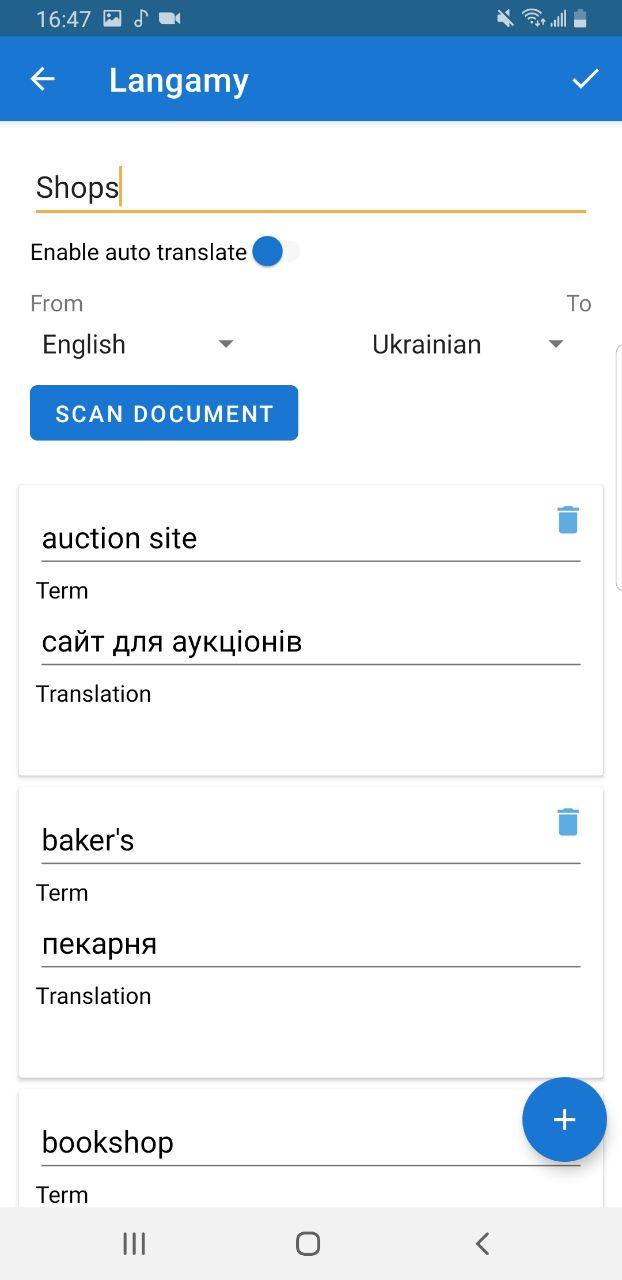 16:47
Langamy
Shops
Enable auto translate
From To
English Ukrainian
SCAN DOCUMENT
auction site
Term
сайт для аукціонів
Translation
baker's
Term
пекарня
Translation
bookshop
Term